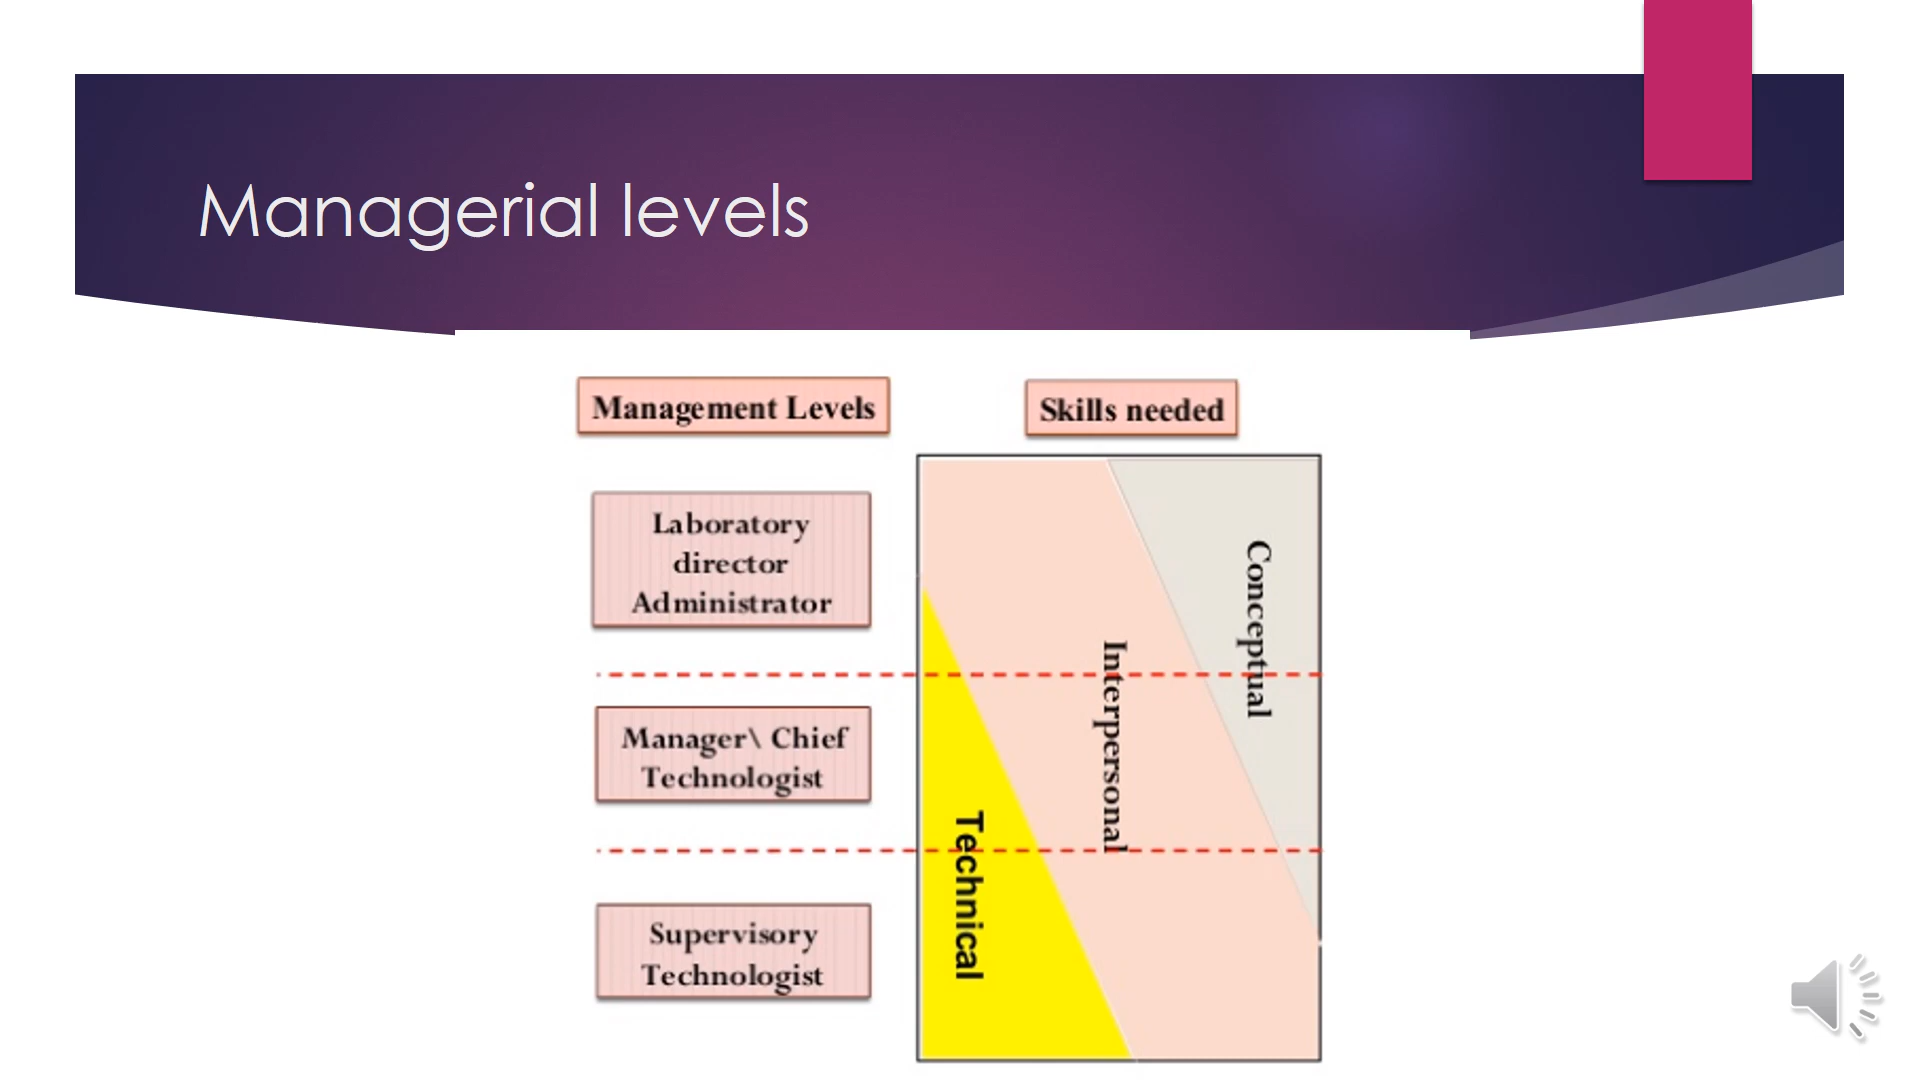 Managerial levels
Management Levels
Skills needed
Laboratory
director
Administrator
Manager\ Chief
Technologist
Supervisory
Technologist
Technical
Interpersonal
Conceptual